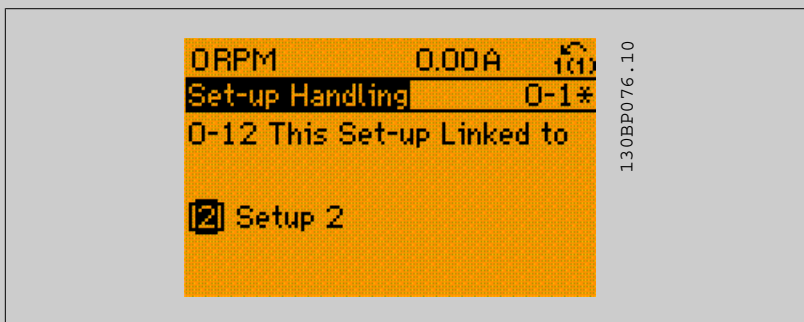 0RPM 0.00A 1(1)
Set-up Handling 0-1*
0-12 This Set-up Linked to
[2] Setup 2
130BP076.10